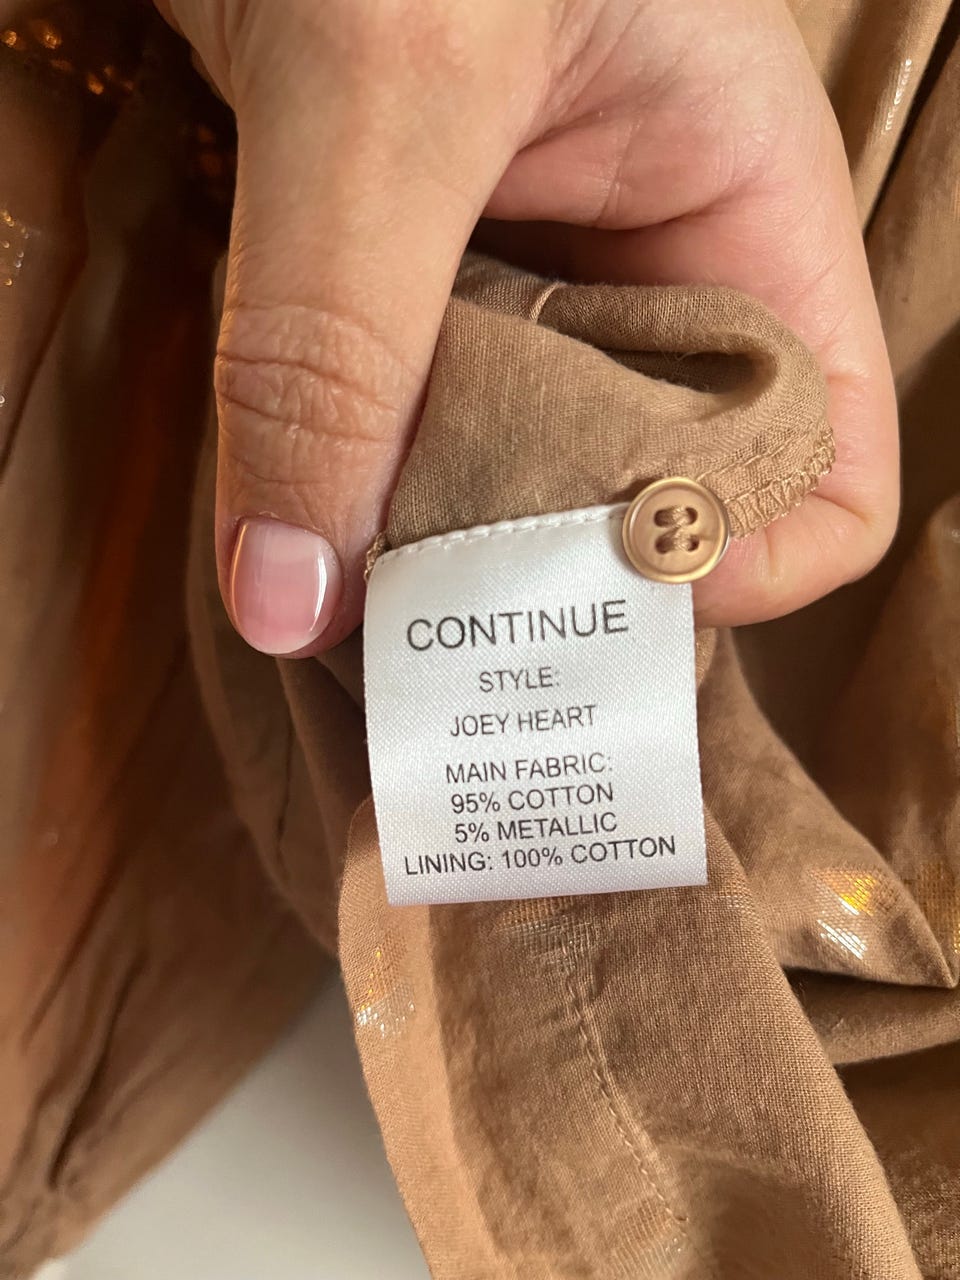 CONTINUE
STYLE:
JOEY HEART
MAIN FABRIC:
95% COTTON
5% METALLIC
LINING: 100% COTTON